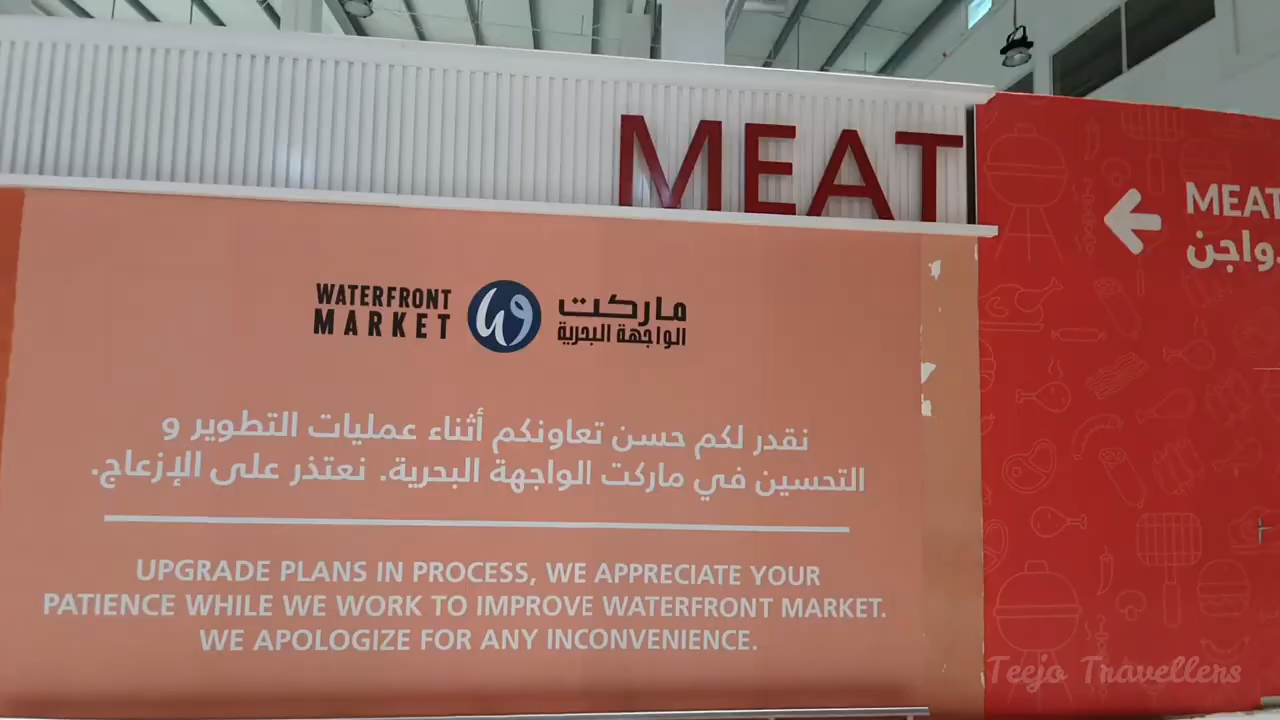 MEAT
MEAT
دواجن
WATERFRONT
MARKET
ماركت
الواجهة البحرية
نقدر لكم حسن تعاونكم أثناء عمليات التطوير و
التحسين في ماركت الواجهة البحرية. نعتذر على الإزعاج.
UPGRADE PLANS IN PROCESS, WE APPRECIATE YOUR
PATIENCE WHILE WE WORK TO IMPROVE WATERFRONT MARKET.
WE APOLOGIZE FOR ANY INCONVENIENCE.
Teejo Travellers